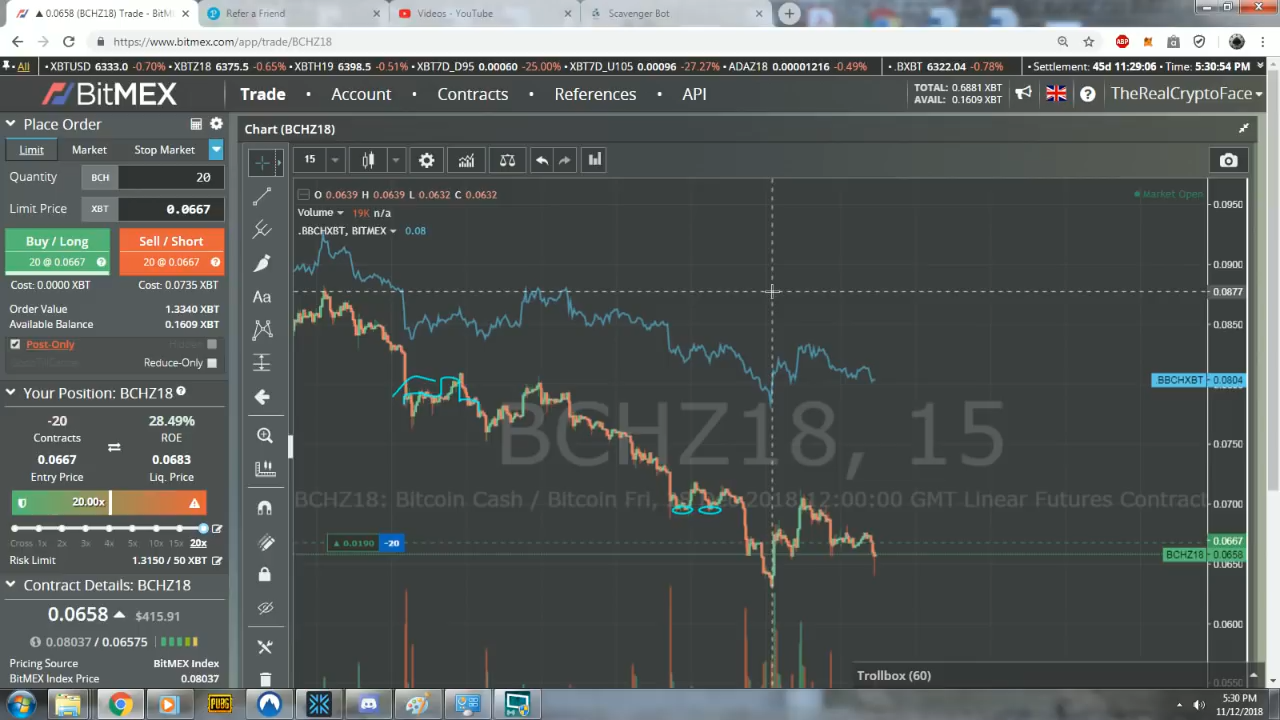 ▲ 0.0658 (BCHZ18) Trade - BitM
Refer a Friend
Videos - YouTube
Scavenger Bot
https://www.bitmex.com/app/trade/BCHZ18
All • XBTUSD 6333.0 -0.70% • XBTZ18 6375.5 -0.65% • XBTH19 6398.5 -0.51% • XBT7D_D95 0.00060 -25.00% • XBT7D_U105 0.00096 -27.27% • ADAZ18 0.00001216 -0.49% • .BXBT 6322.04 -0.78% Settlement: 45d 11:29:06 • Time: 5:30:54 PM
BitMEX
Trade • Account • Contracts • References • API
TOTAL: 0.6881 XBT
AVAIL: 0.1609 XBT
TheRealCryptoFace
Place Order
Limit Market Stop Market
Quantity BCH 20
Limit Price XBT 0.0667
Buy / Long
20 @ 0.0667
Sell / Short
20 @ 0.0667
Cost: 0.0000 XBT Cost: 0.0735 XBT
Order Value 1.3340 XBT
Available Balance 0.1609 XBT
Post-Only Hidden
Reduce-Only
Your Position: BCHZ18
-20 28.49%
Contracts ROE
0.0667 0.0683
Entry Price Liq. Price
20.00x
Cross 1x 2x 3x 4x 5x 10x 15x 20x
Risk Limit 1.3150 / 50 XBT
Contract Details: BCHZ18
0.0658 $415.91
0.08037 / 0.06575
Pricing Source BitMEX Index
BitMEX Index Price 0.08037
Chart (BCHZ18)
15
O 0.0639 H 0.0639 L 0.0632 C 0.0632
Market Open
Volume 19K n/a
.BBCHXBT, BITMEX 0.08
0.0950
0.0900
0.0877
0.0850
.BBCHXBT 0.0804
0.0750
0.0700
0.0667
BCHZ18 0.0658
0.0650
0.0600
0.0550
BCHZ18, 15
▲ 0.0190 -20
Trollbox (60)
5:30 PM
11/12/2018